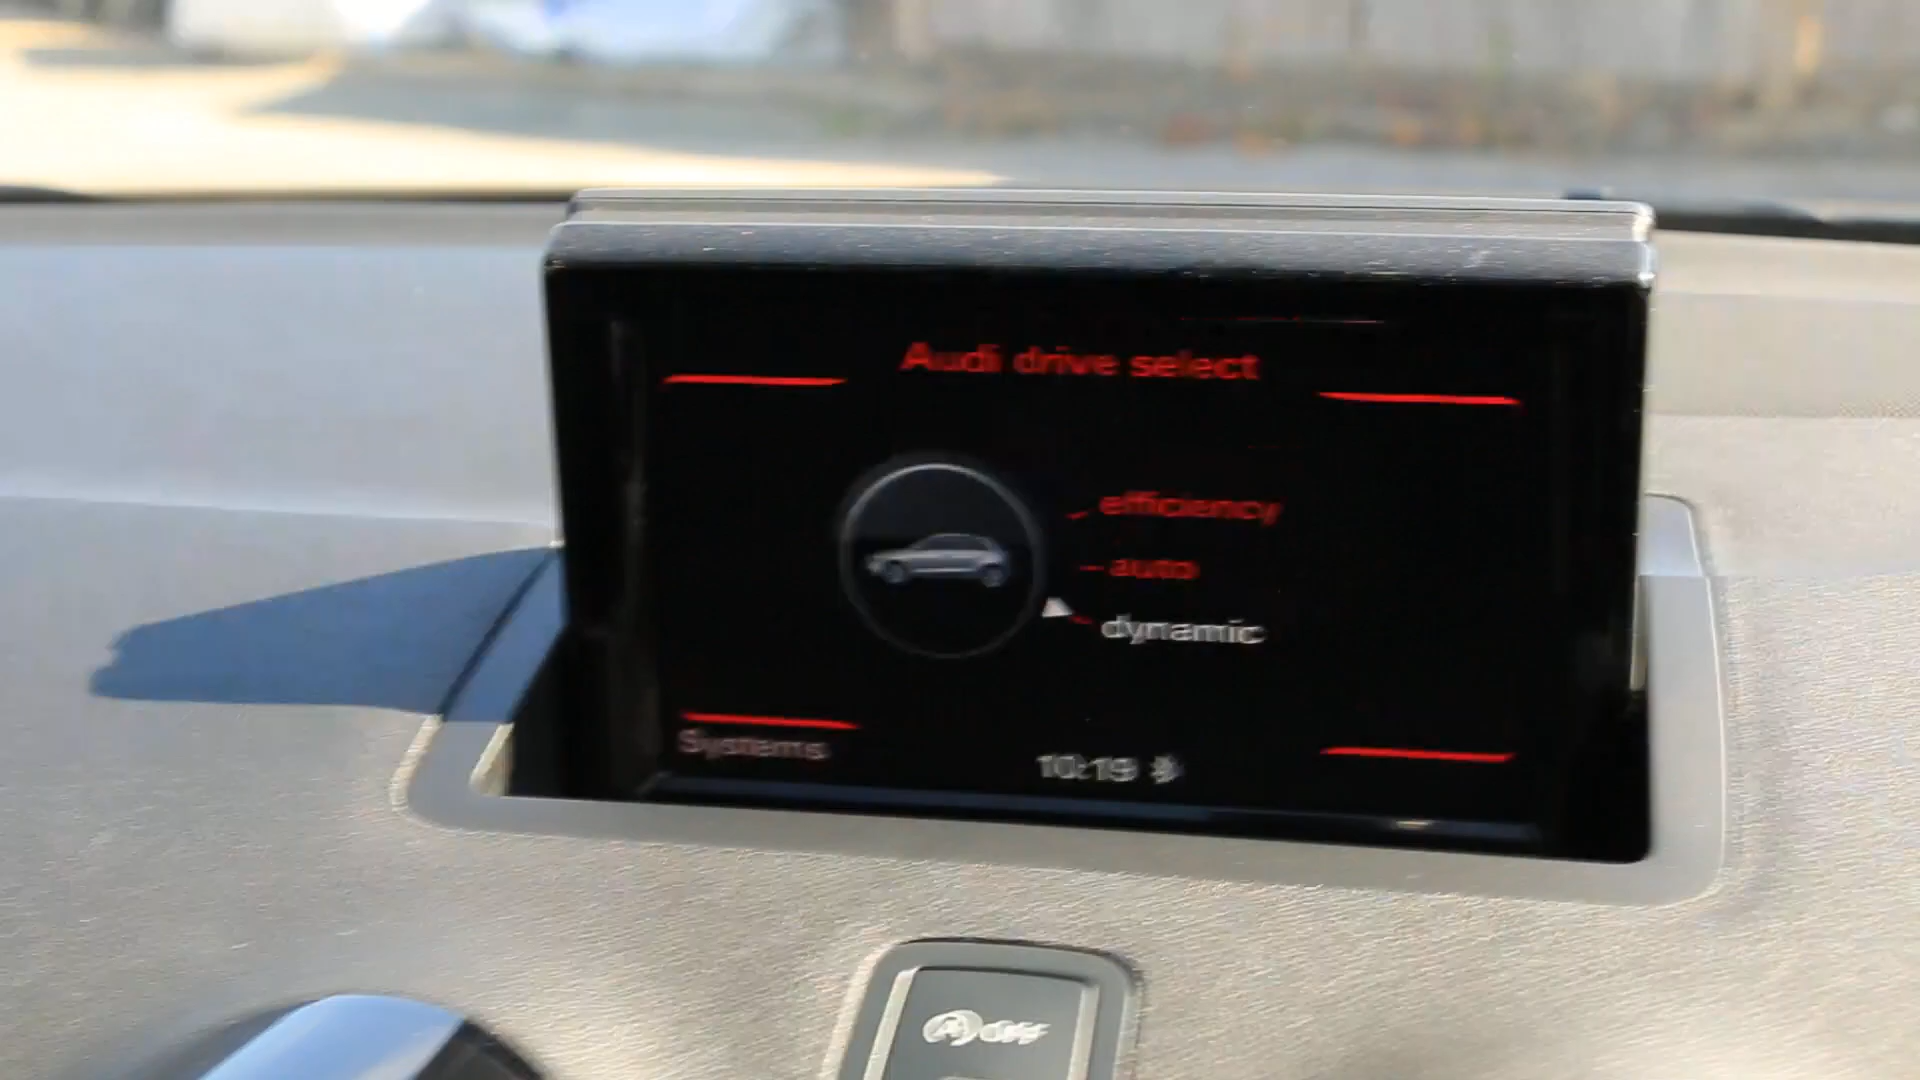 Audi drive select
efficiency
auto
dynamic
Systems
10:19
A OFF